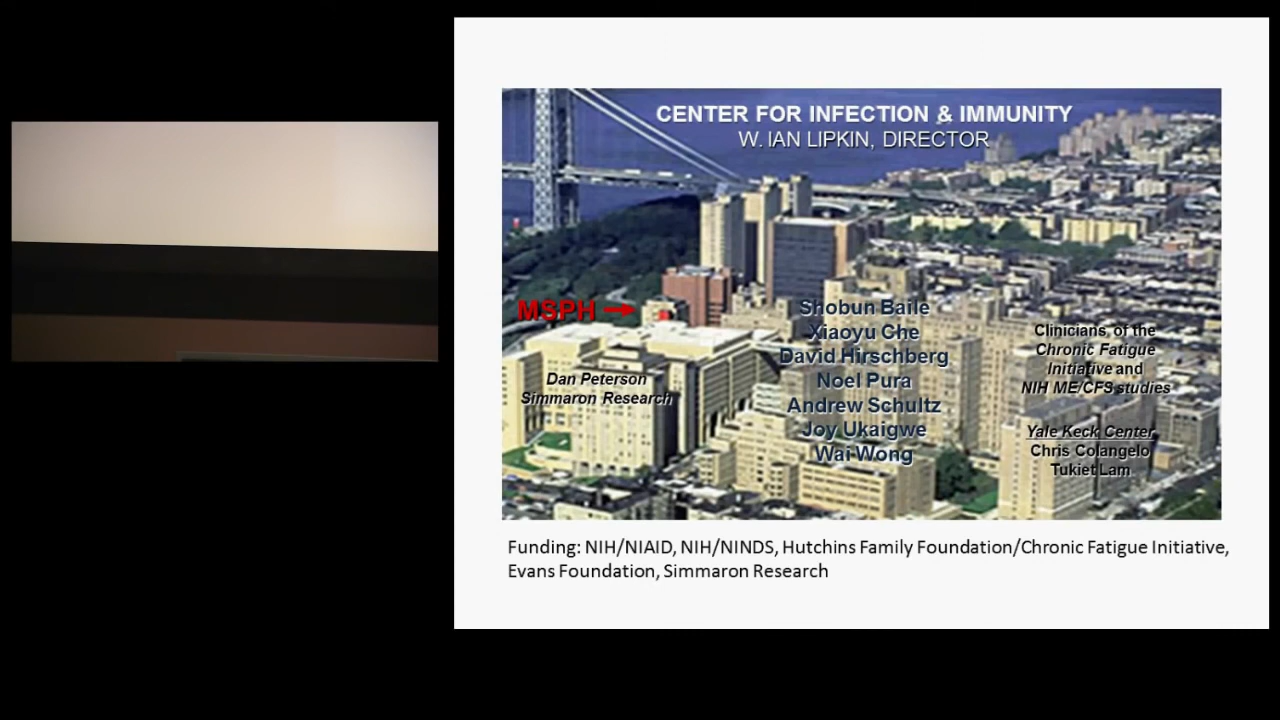 CENTER FOR INFECTION & IMMUNITY
W. IAN LIPKIN, DIRECTOR
MSPH
Dan Peterson
Simmaron Research
Shobun Baile
Xiaoyu Che
David Hirschberg
Noel Pura
Andrew Schultz
Joy Ukaigwe
Wai Wong
Clinicians of the
Chronic Fatigue
Initiative and
NIH ME/CFS studies
Yale Keck Center
Chris Colangelo
Tukiet Lam
Funding: NIH/NIAID, NIH/NINDS, Hutchins Family Foundation/Chronic Fatigue Initiative,
Evans Foundation, Simmaron Research